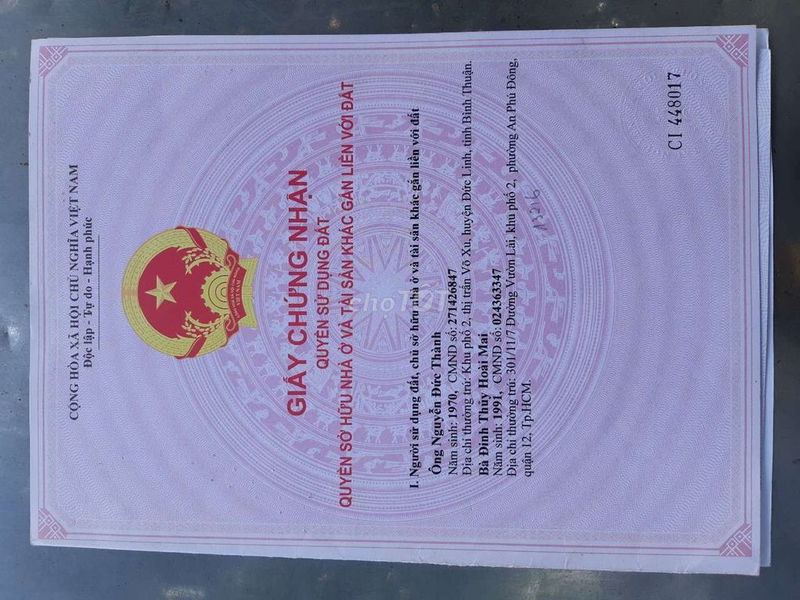 CỘNG HÒA XÃ HỘI CHỦ NGHĨA VIỆT NAM
Độc lập - Tự do - Hạnh phúc
GIẤY CHỨNG NHẬN
QUYỀN SỬ DỤNG ĐẤT
QUYỀN SỞ HỮU NHÀ Ở VÀ TÀI SẢN KHÁC GẮN LIỀN VỚI ĐẤT
I. Người sử dụng đất, chủ sở hữu nhà ở và tài sản khác gắn liền với đất
Ông Nguyễn Đức Thành
Năm sinh: 1970, CMND số: 271426847
Địa chỉ thường trú: Khu phố 2, thị trấn Võ Xu, huyện Đức Linh, tỉnh Bình Thuận.
Bà Đinh Thủy Hoài Mai
Năm sinh: 1991, CMND số: 024363347
Địa chỉ thường trú: 301/11/7 Đường Vườn Lài, khu phố 2, phường An Phú Đông,
quận 12, Tp.HCM.
CI 448017
choTỐT